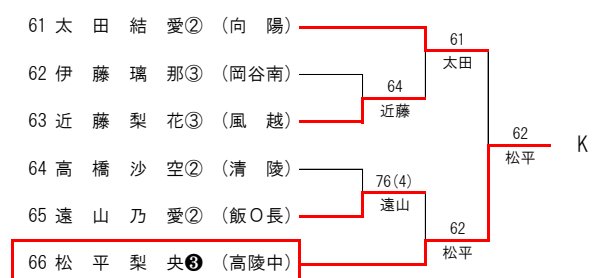 61 太 田 結 愛② （向 陽）
61
太田
62 伊 藤 璃 那③ （岡谷南）
64
近藤
63 近 藤 梨 花③ （風 越）
62
松平
K
64 高 橋 沙 空② （清 陵）
76(4)
遠山
65 遠 山 乃 愛② （飯Ｏ長）
62
松平
66 松 平 梨 央❸ （高陵中）